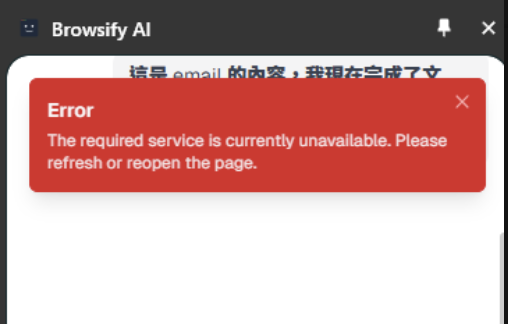 Browsify AI
這是 email 的內容，我現在完成了文
Error
The required service is currently unavailable. Please
refresh or reopen the page.